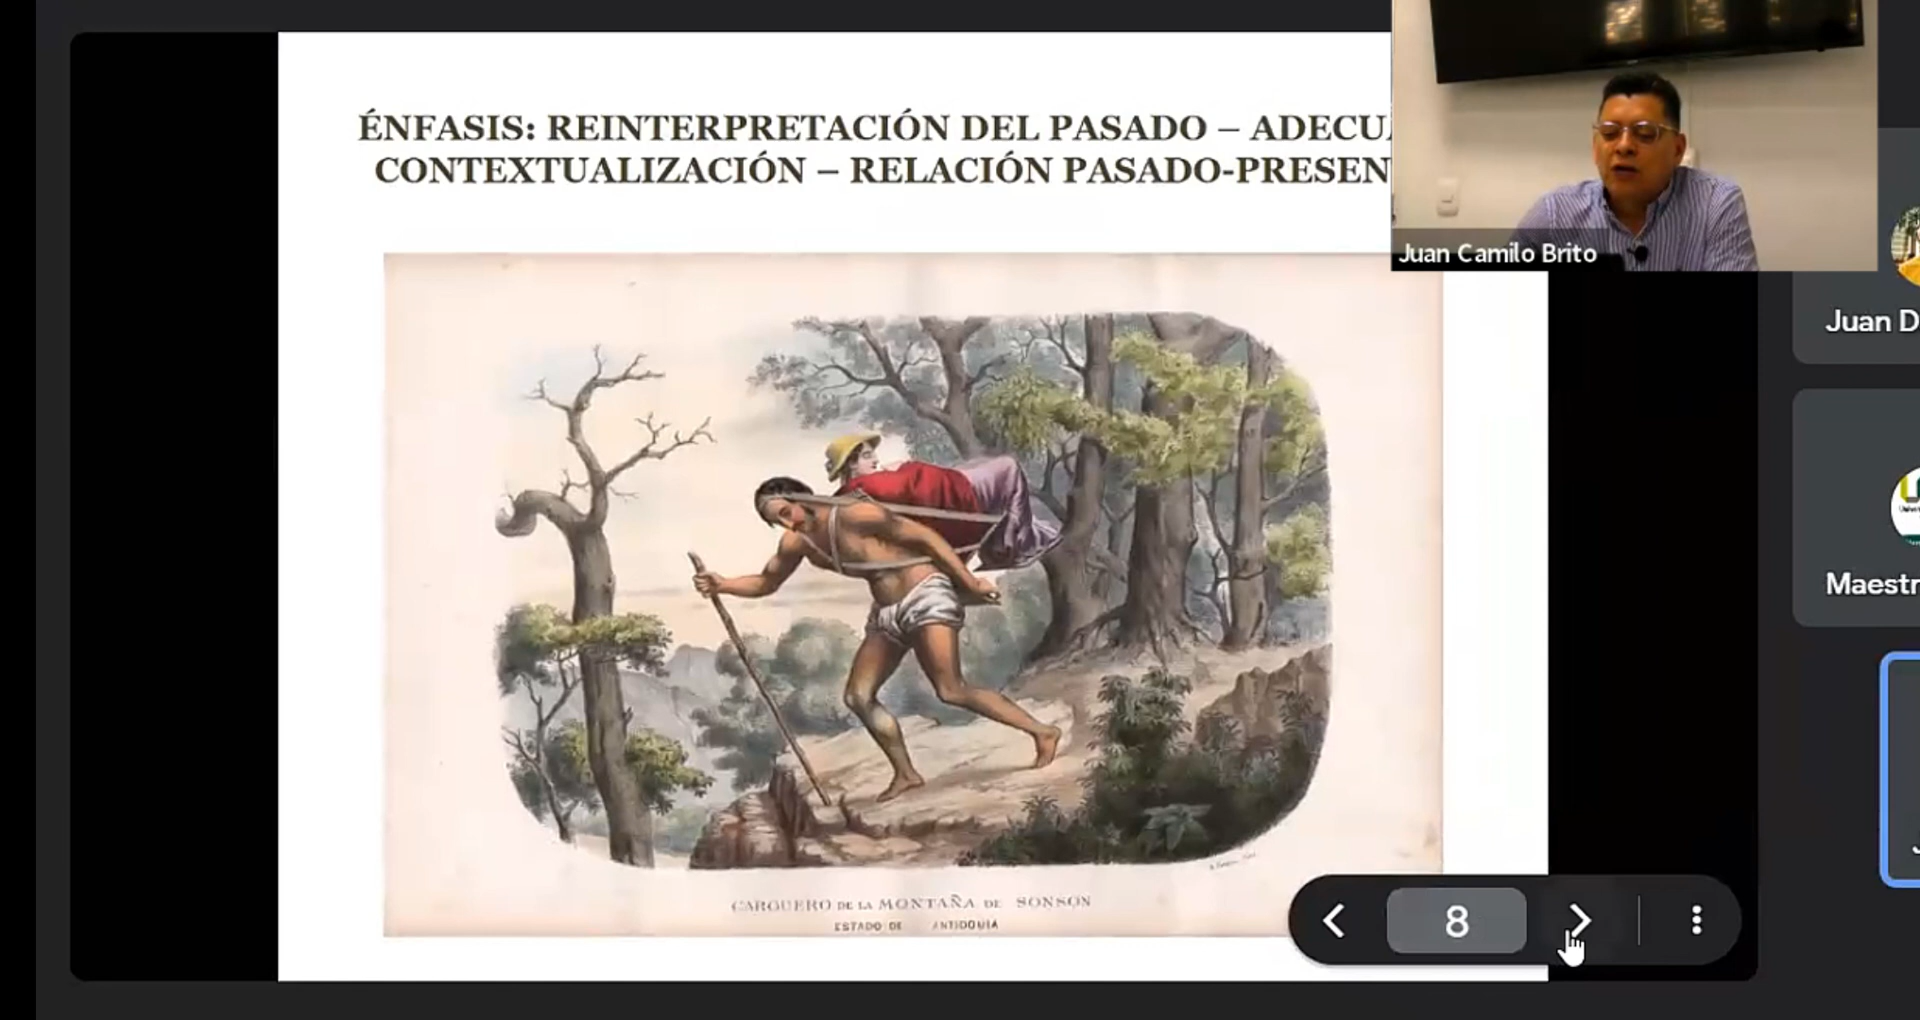 ÉNFASIS: REINTERPRETACIÓN DEL PASADO – ADECU
CONTEXTUALIZACIÓN – RELACIÓN PASADO-PRESEN
Juan Camilo Brito
Juan D
Maestr
CARGUERO DE LA MONTAÑA DE SONSON
ESTADO DE ANTIOQUIA
8